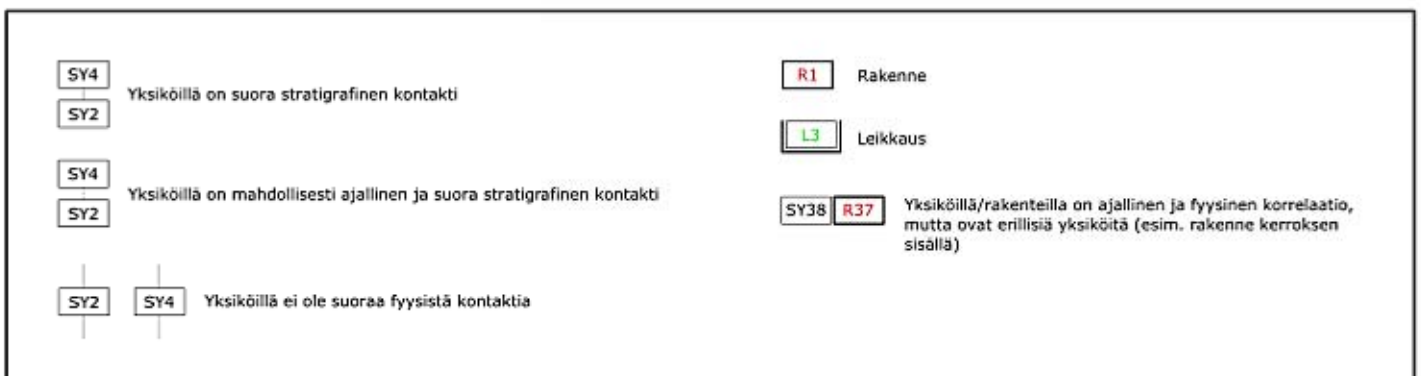 SY4
SY2
Yksiköillä on suora stratigrafinen kontakti
SY4
SY2
Yksiköillä on mahdollisesti ajallinen ja suora stratigrafinen kontakti
SY2
SY4
Yksiköillä ei ole suoraa fyysistä kontaktia
R1
Rakenne
L3
Leikkaus
SY38
R37
Yksiköillä/rakenteilla on ajallinen ja fyysinen korrelaatio,
mutta ovat erillisiä yksiköitä (esim. rakenne kerroksen
sisällä)